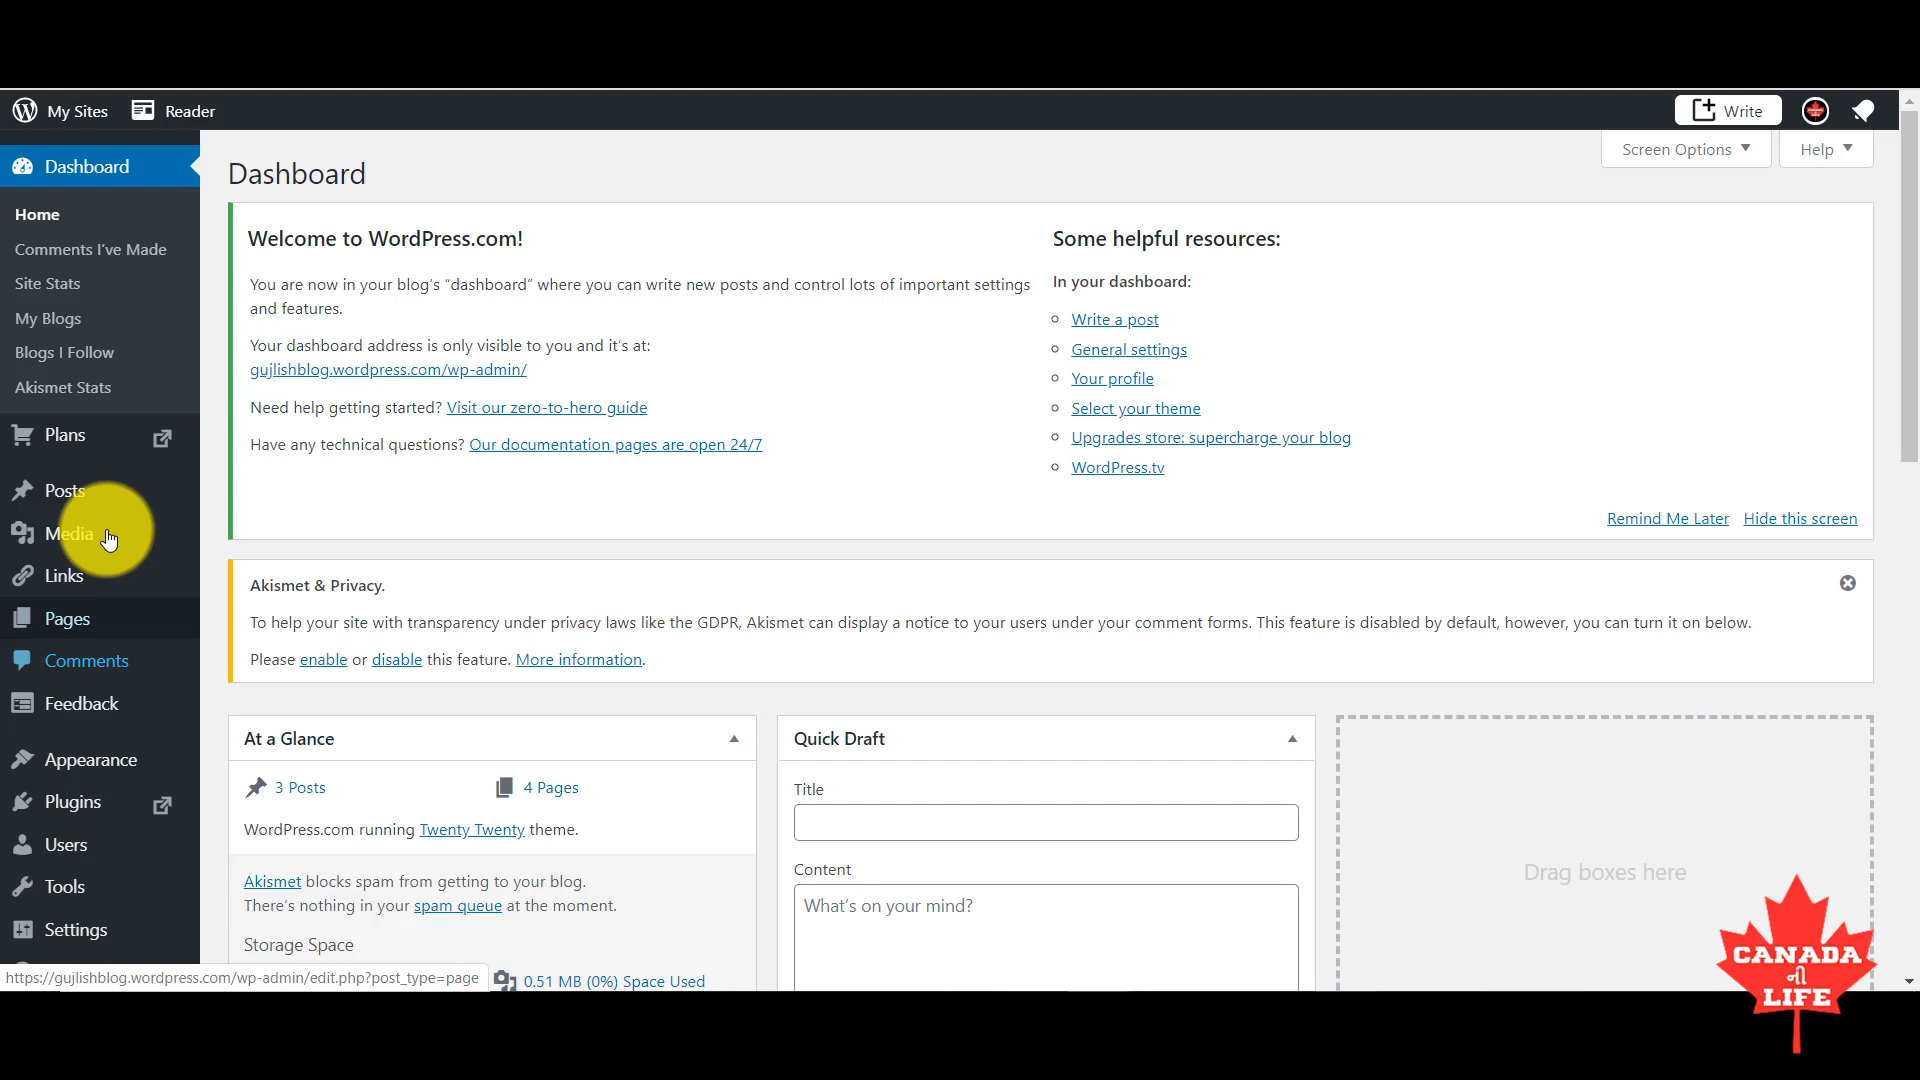 My Sites
Reader
Write
Screen Options
Help
Dashboard
Home
Comments I've Made
Site Stats
My Blogs
Blogs I Follow
Akismet Stats
Plans
Posts
Media
Links
Pages
Comments
Feedback
Appearance
Plugins
Users
Tools
Settings
https://gujlishblog.wordpress.com/wp-admin/edit.php?post_type=page
Dashboard
Welcome to WordPress.com!
You are now in your blog's "dashboard" where you can write new posts and control lots of important settings
and features.
Your dashboard address is only visible to you and it's at:
gujlishblog.wordpress.com/wp-admin/
Need help getting started? Visit our zero-to-hero guide
Have any technical questions? Our documentation pages are open 24/7
Some helpful resources:
In your dashboard:
Write a post
General settings
Your profile
Select your theme
Upgrades store: supercharge your blog
WordPress.tv
Remind Me Later
Hide this screen
Akismet & Privacy.
To help your site with transparency under privacy laws like the GDPR, Akismet can display a notice to your users under your comment forms. This feature is disabled by default, however, you can turn it on below.
Please enable or disable this feature. More information.
At a Glance
3 Posts
4 Pages
WordPress.com running Twenty Twenty theme.
Akismet blocks spam from getting to your blog.
There's nothing in your spam queue at the moment.
Storage Space
0.51 MB (0%) Space Used
Quick Draft
Title
Content
What's on your mind?
Drag boxes here
CANADA
ની
LIFE